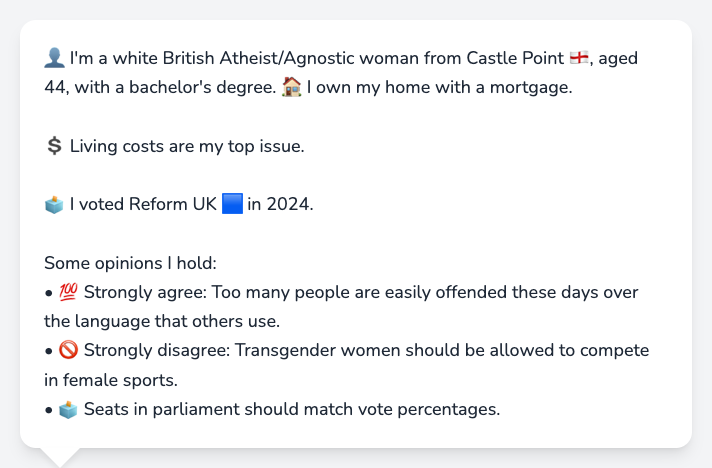 👤 I'm a white British Atheist/Agnostic woman from Castle Point 🏴󠁧󠁢󠁥󠁮󠁧󠁿, aged
44, with a bachelor's degree. 🏠 I own my home with a mortgage.
💲 Living costs are my top issue.
🗳️ I voted Reform UK 🟦 in 2024.
Some opinions I hold:
• 💯 Strongly agree: Too many people are easily offended these days over
the language that others use.
• 🚫 Strongly disagree: Transgender women should be allowed to compete
in female sports.
• 🗳️ Seats in parliament should match vote percentages.